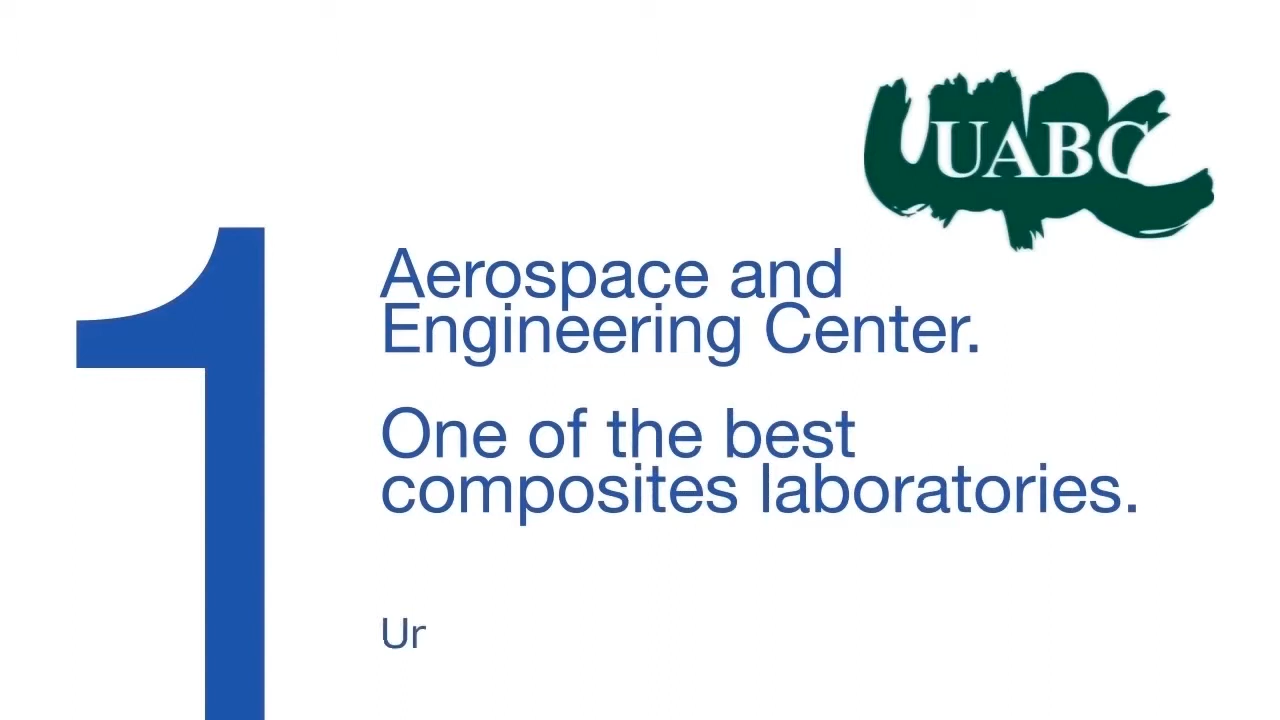 UABC
1
Aerospace and
Engineering Center.
One of the best
composites laboratories.
Ur